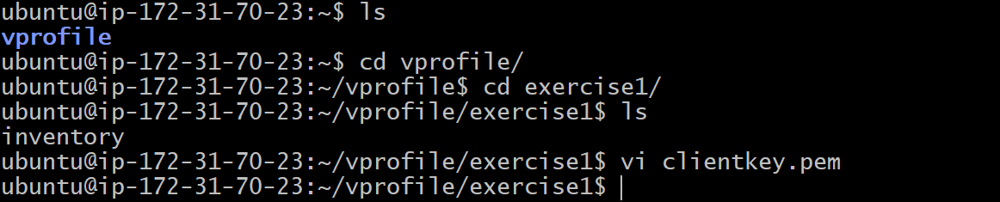 ubuntu@ip-172-31-70-23:~$ ls
vprofile
ubuntu@ip-172-31-70-23:~$ cd vprofile/
ubuntu@ip-172-31-70-23:~/vprofile$ cd exercise1/
ubuntu@ip-172-31-70-23:~/vprofile/exercise1$ ls
inventory
ubuntu@ip-172-31-70-23:~/vprofile/exercise1$ vi clientkey.pem
ubuntu@ip-172-31-70-23:~/vprofile/exercise1$